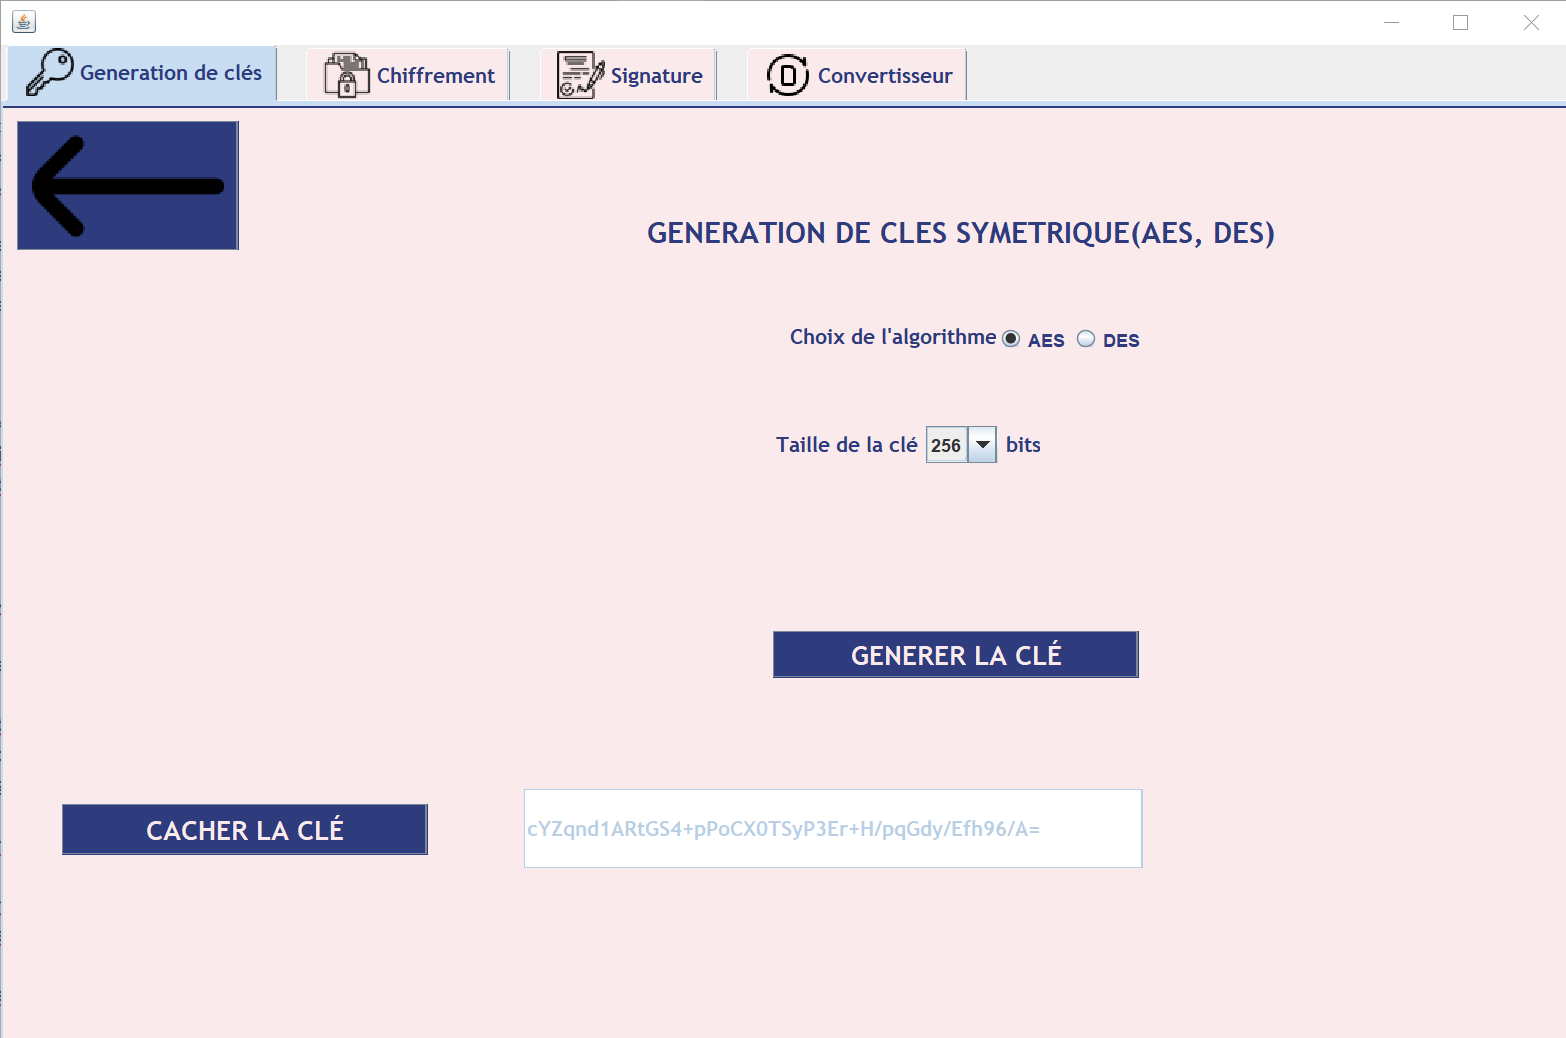 Generation de clés
Chiffrement
Signature
D Convertisseur
GENERATION DE CLES SYMETRIQUE(AES, DES)
Choix de l'algorithme AES DES
Taille de la clé 256 bits
GENERER LA CLÉ
CACHER LA CLÉ
cYZqnd1ARtGS4+pPoCX0TSyP3Er+H/pqGdy/Efh96/A=